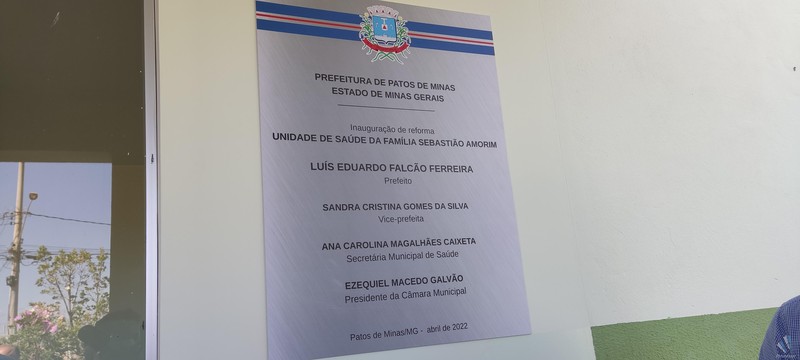 PREFEITURA DE PATOS DE MINAS
ESTADO DE MINAS GERAIS
Inauguração de reforma
UNIDADE DE SAÚDE DA FAMÍLIA SEBASTIÃO AMORIM
LUÍS EDUARDO FALCÃO FERREIRA
Prefeito
SANDRA CRISTINA GOMES DA SILVA
Vice-prefeita
ANA CAROLINA MAGALHÃES CAIXETA
Secretária Municipal de Saúde
EZEQUIEL MACEDO GALVÃO
Presidente da Câmara Municipal
Patos de Minas/MG - abril de 2022